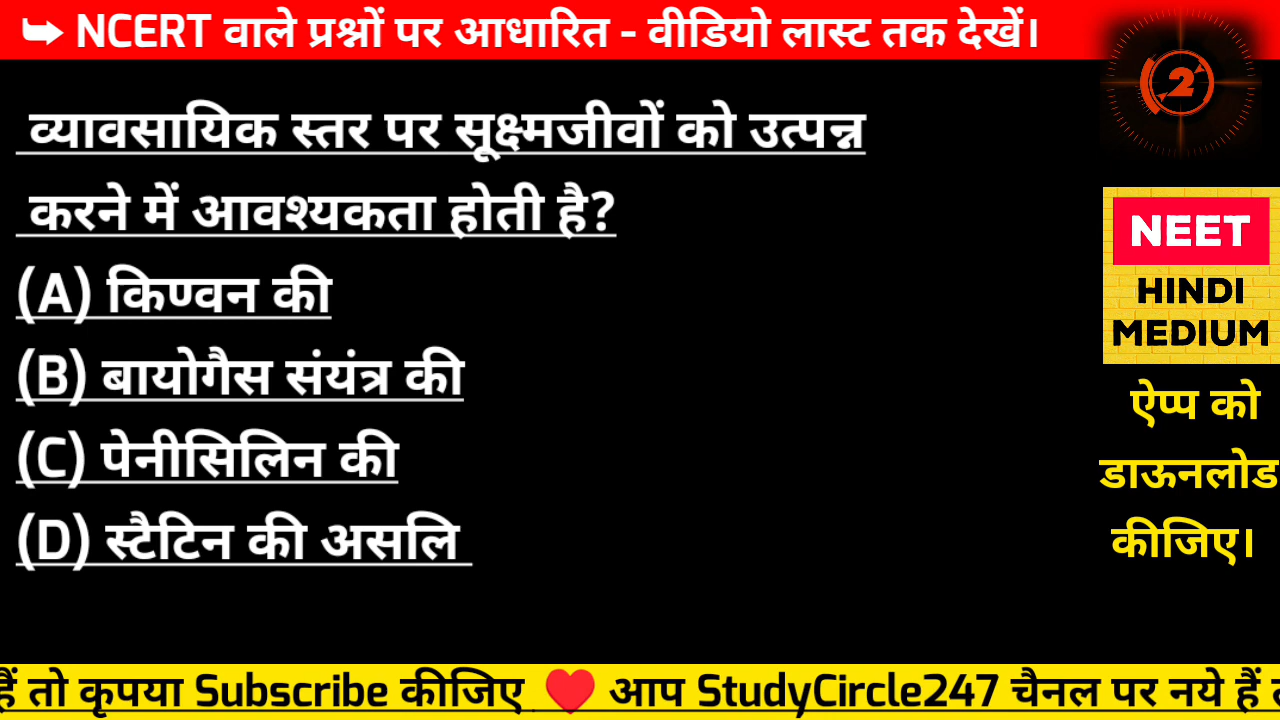 ➥ NCERT वाले प्रश्नों पर आधारित - वीडियो लास्ट तक देखें।
2
व्यावसायिक स्तर पर सूक्ष्मजीवों को उत्पन्न
करने में आवश्यकता होती है?
(A) किण्वन की
(B) बायोगैस संयंत्र की
(C) पेनीसिलिन की
(D) स्टैटिन की असलि
NEET
HINDI
MEDIUM
ऐप्प को
डाऊनलोड
कीजिए।
हैं तो कृपया Subscribe कीजिए ❤️ आप StudyCircle247 चैनल पर नये हैं